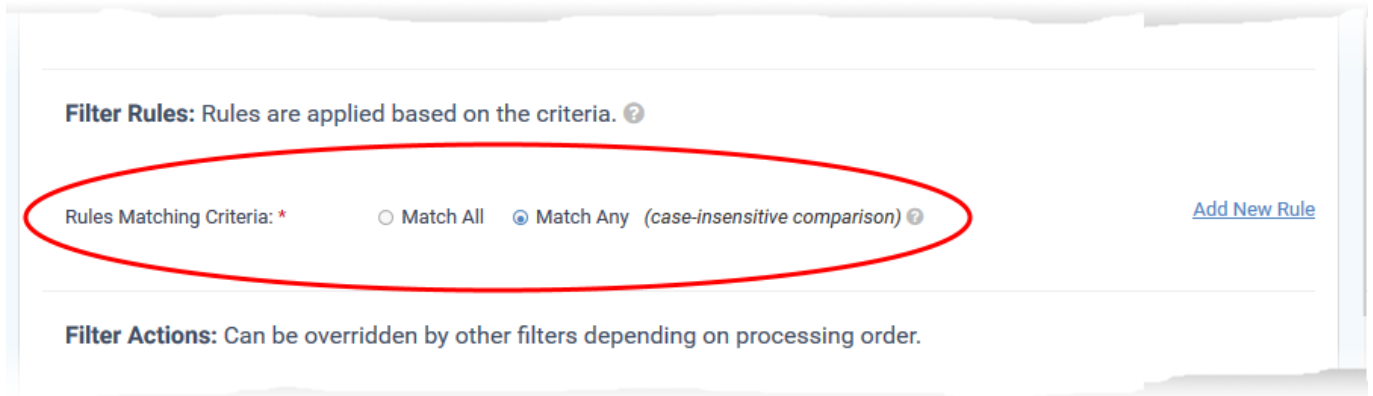 Filter Rules: Rules are applied based on the criteria. ?
Rules Matching Criteria: * Match All Match Any (case-insensitive comparison) ? Add New Rule
Filter Actions: Can be overridden by other filters depending on processing order.